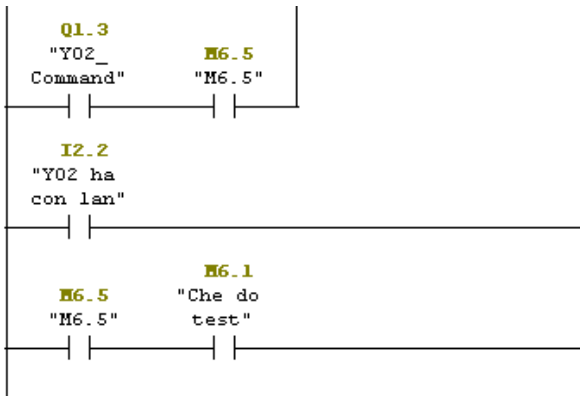 Q1.3
"Y02_
Command"
M6.5
"M6.5"
I2.2
"Y02 ha
con lan"
M6.5
"M6.5"
M6.1
"Che do
test"